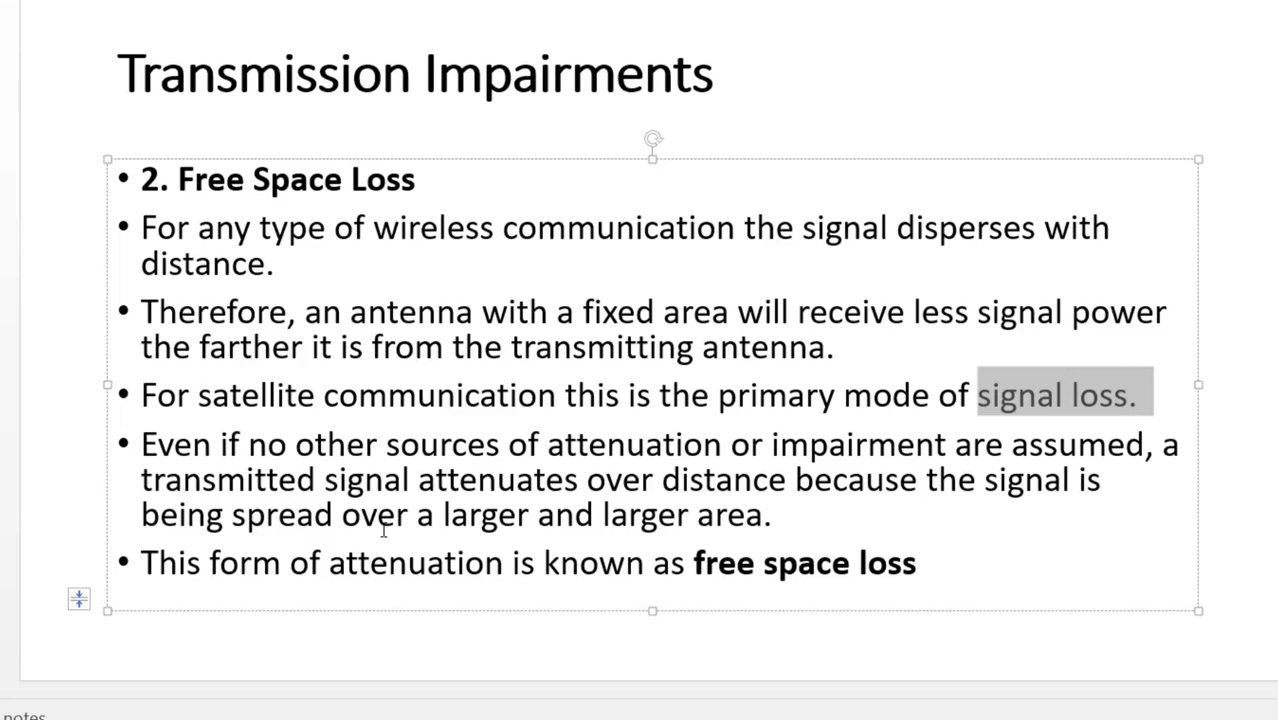 Transmission Impairments
• 2. Free Space Loss
• For any type of wireless communication the signal disperses with
distance.
• Therefore, an antenna with a fixed area will receive less signal power
the farther it is from the transmitting antenna.
• For satellite communication this is the primary mode of signal loss.
• Even if no other sources of attenuation or impairment are assumed, a
transmitted signal attenuates over distance because the signal is
being spread over a larger and larger area.
• This form of attenuation is known as free space loss
notes